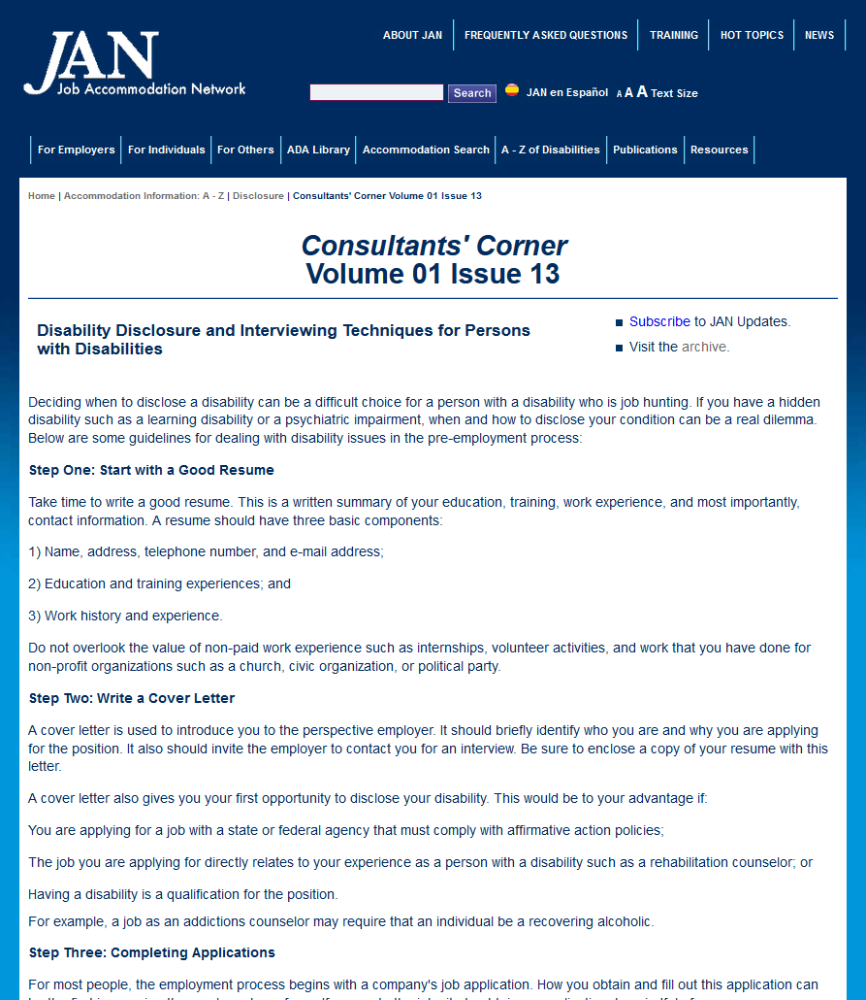 JAN
Job Accommodation Network
ABOUT JAN
FREQUENTLY ASKED QUESTIONS
TRAINING
HOT TOPICS
NEWS
Search
JAN en Español
A A A Text Size
For Employers
For Individuals
For Others
ADA Library
Accommodation Search
A - Z of Disabilities
Publications
Resources
Home | Accommodation Information: A - Z | Disclosure | Consultants' Corner Volume 01 Issue 13
Consultants' Corner
Volume 01 Issue 13
Disability Disclosure and Interviewing Techniques for Persons
with Disabilities
Subscribe to JAN Updates.
Visit the archive.
Deciding when to disclose a disability can be a difficult choice for a person with a disability who is job hunting. If you have a hidden
disability such as a learning disability or a psychiatric impairment, when and how to disclose your condition can be a real dilemma.
Below are some guidelines for dealing with disability issues in the pre-employment process:
Step One: Start with a Good Resume
Take time to write a good resume. This is a written summary of your education, training, work experience, and most importantly,
contact information. A resume should have three basic components:
1) Name, address, telephone number, and e-mail address;
2) Education and training experiences; and
3) Work history and experience.
Do not overlook the value of non-paid work experience such as internships, volunteer activities, and work that you have done for
non-profit organizations such as a church, civic organization, or political party.
Step Two: Write a Cover Letter
A cover letter is used to introduce you to the perspective employer. It should briefly identify who you are and why you are applying
for the position. It also should invite the employer to contact you for an interview. Be sure to enclose a copy of your resume with this
letter.
A cover letter also gives you your first opportunity to disclose your disability. This would be to your advantage if:
You are applying for a job with a state or federal agency that must comply with affirmative action policies;
The job you are applying for directly relates to your experience as a person with a disability such as a rehabilitation counselor; or
Having a disability is a qualification for the position.
For example, a job as an addictions counselor may require that an individual be a recovering alcoholic.
Step Three: Completing Applications
For most people, the employment process begins with a company's job application. How you obtain and fill out this application can